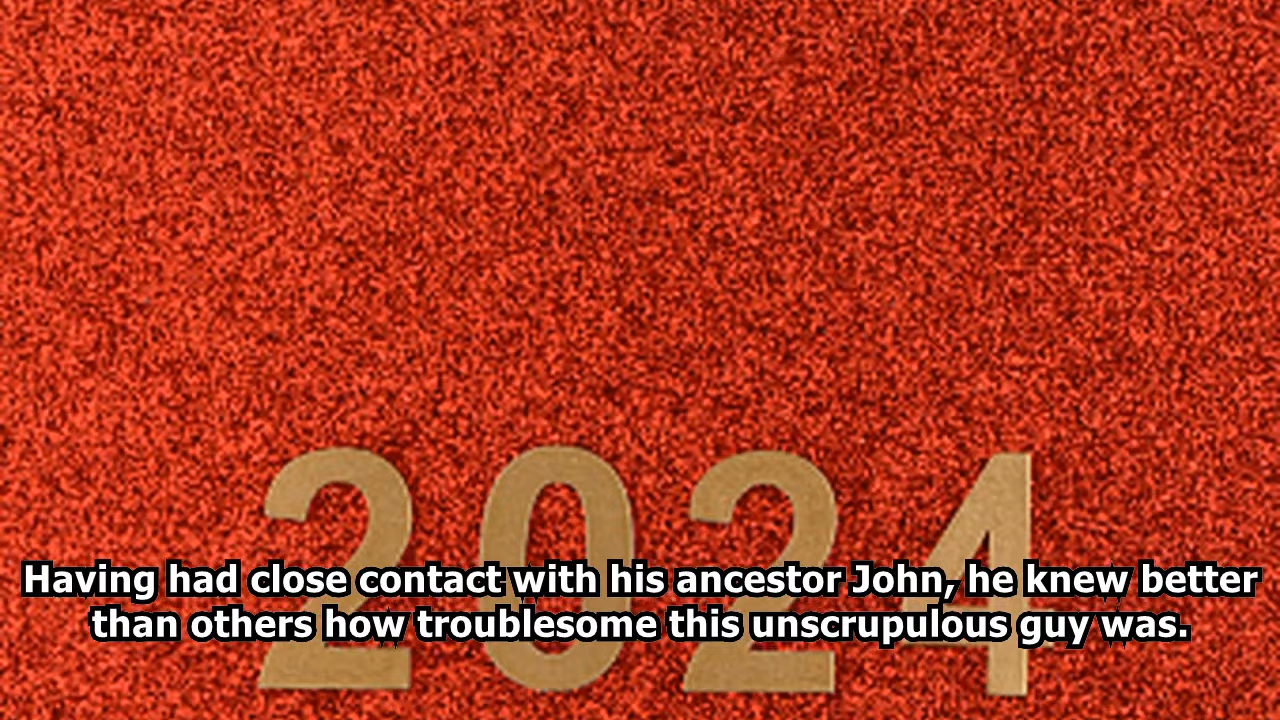 2024
Having had close contact with his ancestor John, he knew better
than others how troublesome this unscrupulous guy was.